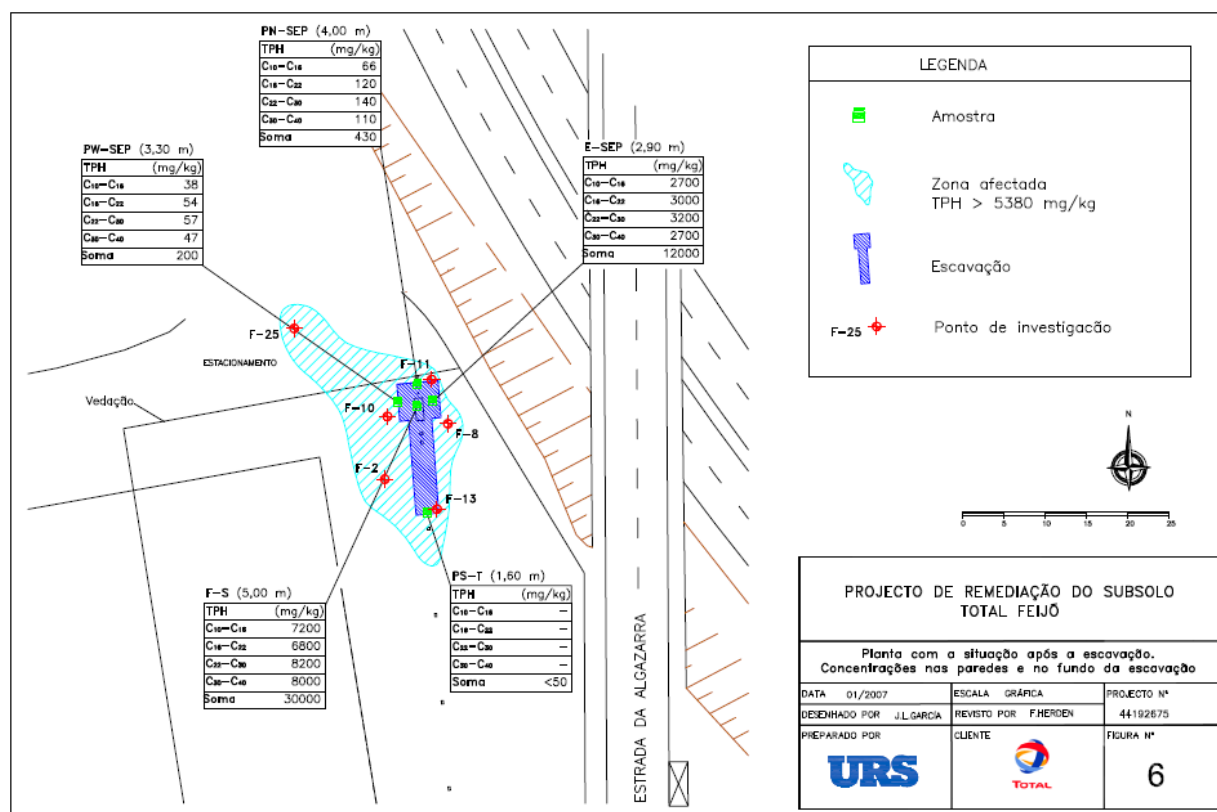 PN-SEP (4,00 m)
TPH (mg/kg)
C10-C16 66
C16-C22 120
C22-C30 140
C30-C40 110
Soma 430
PW-SEP (3,30 m)
TPH (mg/kg)
C10-C16 38
C16-C22 54
C22-C30 57
C30-C40 47
Soma 200
E-SEP (2,90 m)
TPH (mg/kg)
C10-C16 2700
C16-C22 3000
C22-C30 3200
C30-C40 2700
Soma 12000
F-25
ESTACIONAMENTO
F-11
Vedação
F-10
F-8
F-2
F-13
F-S (5,00 m)
TPH (mg/kg)
C10-C16 7200
C16-C22 6800
C22-C30 8200
C30-C40 8000
Soma 30000
PS-T (1,60 m)
TPH (mg/kg)
C10-C16 -
C16-C22 -
C22-C30 -
C30-C40 -
Soma <50
ESTRADA DA ALGAZARRA
LEGENDA
Amostra
Zona afectada
TPH > 5380 mg/kg
Escavação
F-25 Ponto de investigacão
N
0 5 10 15 20 25
PROJECTO DE REMEDIAÇÃO DO SUBSOLO
TOTAL FEIJÕ
Planta com a situação após a escavação.
Concentrações nas paredes e no fundo da escavação
DATA 01/2007 ESCALA GRÁFICA PROJECTO Nª
DESENHADO POR J.L.GARCÍA REVISTO POR F.HERDEN 44192675
PREPARADO POR CLIENTE FIGURA Nª
URS TOTAL 6